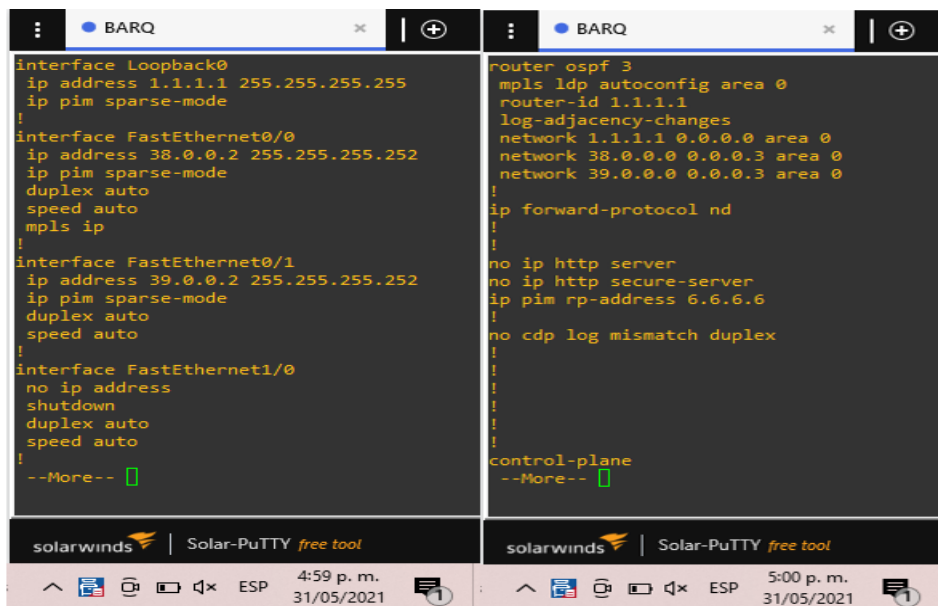 BARQ
interface Loopback0
ip address 1.1.1.1 255.255.255.255
ip pim sparse-mode
!
interface FastEthernet0/0
ip address 38.0.0.2 255.255.255.252
ip pim sparse-mode
duplex auto
speed auto
mpls ip
!
interface FastEthernet0/1
ip address 39.0.0.2 255.255.255.252
ip pim sparse-mode
duplex auto
speed auto
!
interface FastEthernet1/0
no ip address
shutdown
duplex auto
speed auto
!
--More--
solarwinds | Solar-PuTTY free tool
ESP
4:59 p. m.
31/05/2021
1
BARQ
router ospf 3
mpls ldp autoconfig area 0
router-id 1.1.1.1
log-adjacency-changes
network 1.1.1.1 0.0.0.0 area 0
network 38.0.0.0 0.0.0.3 area 0
network 39.0.0.0 0.0.0.3 area 0
!
ip forward-protocol nd
!
!
no ip http server
no ip http secure-server
ip pim rp-address 6.6.6.6
!
no cdp log mismatch duplex
!
!
!
!
!
!
control-plane
--More--
solarwinds | Solar-PuTTY free tool
ESP
5:00 p. m.
31/05/2021
1